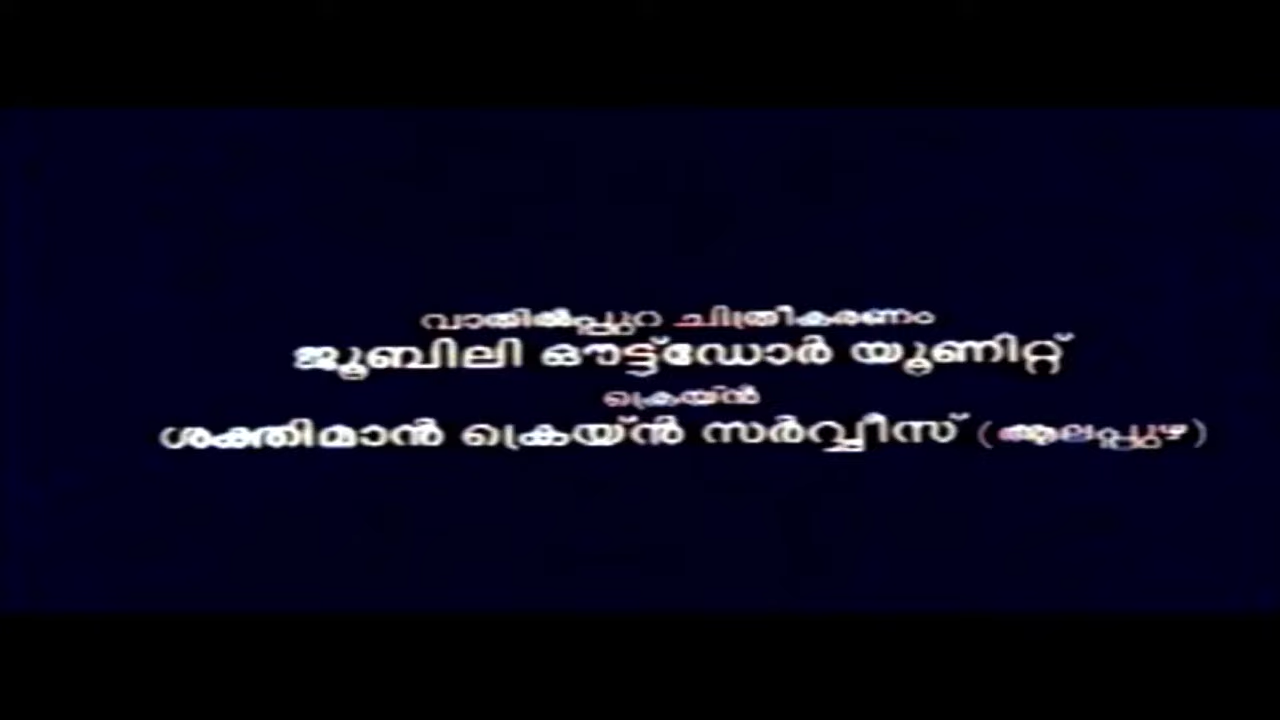 വാതിൽപ്പുറ ചിത്രീകരണം
ജൂബിലി ഔട്ട്ഡോർ യൂണിറ്റ്
ക്രെയ്ൻ
ശക്തിമാൻ ക്രെയ്ൻ സർവ്വീസ് (ആലപ്പുഴ)